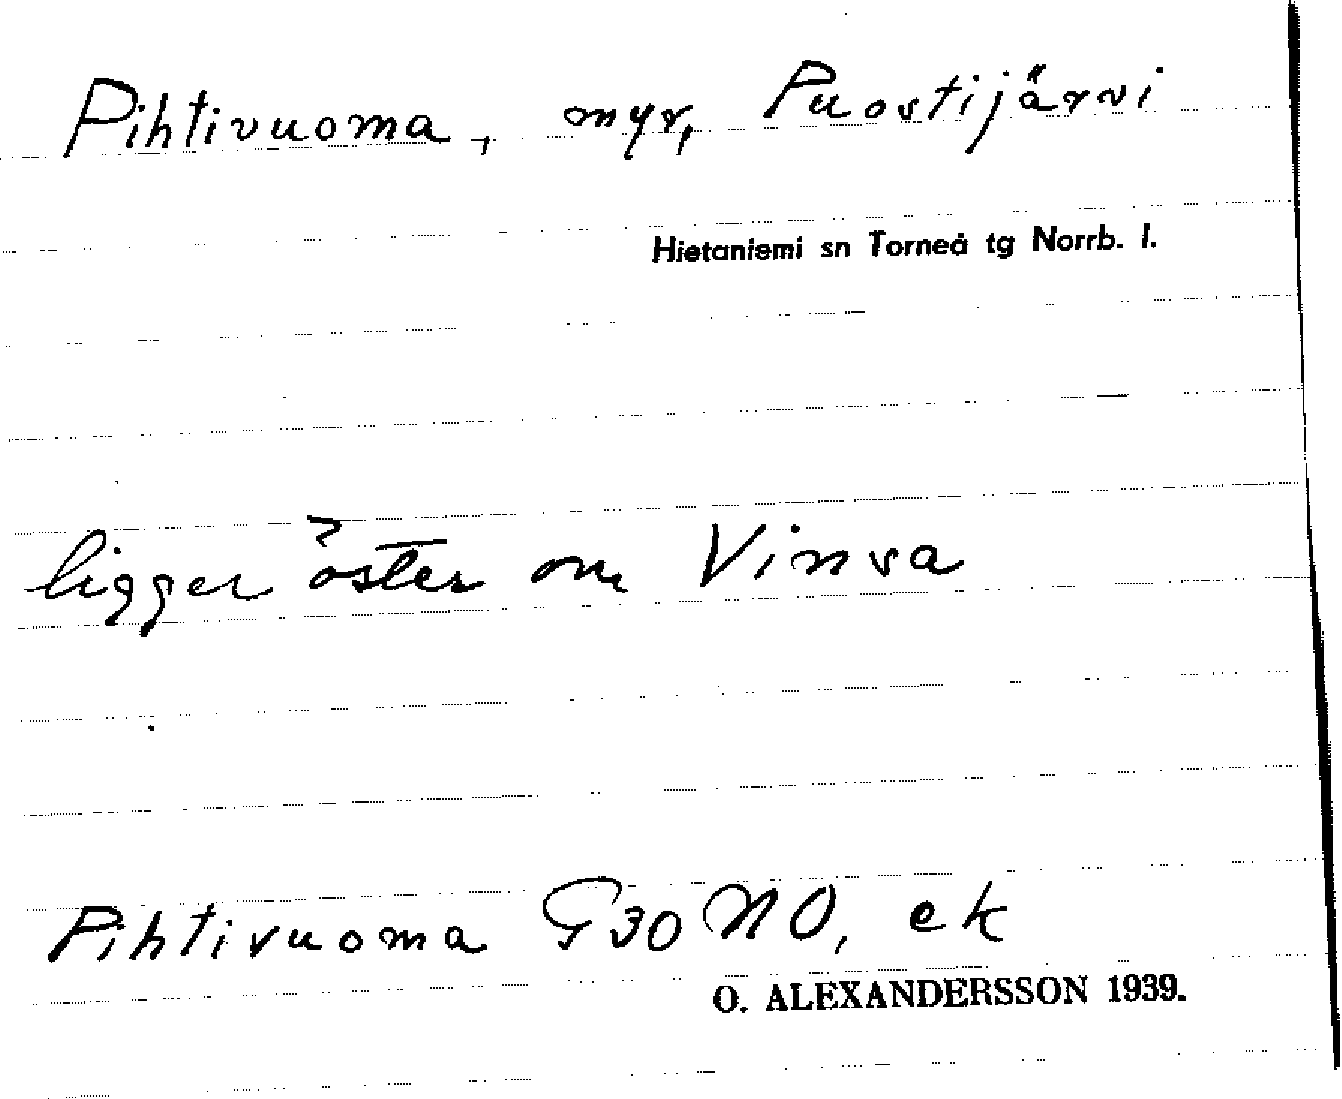 Pihtivuoma, myr, Puostijärvi
Hietaniemi sn Torneå tg Norrb. l.
ligger öster om Vinsa
Pihtivuoma G30 NO, ek
O. ALEXANDERSSON 1939.